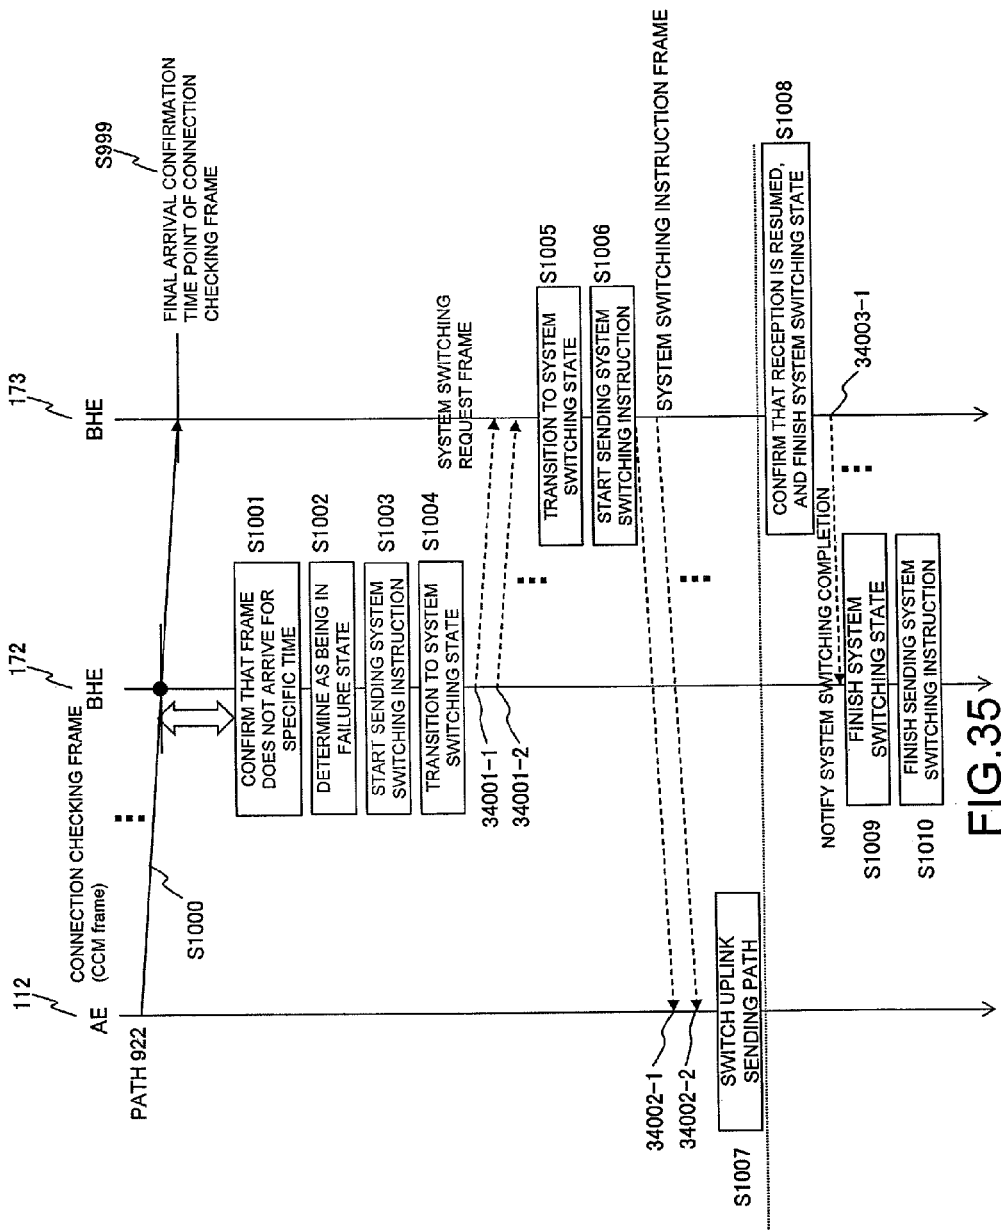 112
AE
172
BHE
173
BHE
CONNECTION CHECKING FRAME
(CCM frame)
PATH 922
S1000
S999
FINAL ARRIVAL CONFIRMATION
TIME POINT OF CONNECTION
CHECKING FRAME
CONFIRM THAT FRAME
DOES NOT ARRIVE FOR
SPECIFIC TIME
S1001
DETERMINE AS BEING IN
FAILURE STATE
S1002
START SENDING SYSTEM
SWITCHING INSTRUCTION
S1003
TRANSITION TO SYSTEM
SWITCHING STATE
S1004
SYSTEM SWITCHING
REQUEST FRAME
34001-1
34001-2
TRANSITION TO SYSTEM
SWITCHING STATE
S1005
START SENDING SYSTEM
SWITCHING INSTRUCTION
S1006
SYSTEM SWITCHING INSTRUCTION FRAME
34002-1
34002-2
SWITCH UPLINK
SENDING PATH
S1007
CONFIRM THAT RECEPTION IS RESUMED,
AND FINISH SYSTEM SWITCHING STATE
S1008
34003-1
NOTIFY SYSTEM SWITCHING COMPLETION
FINISH SYSTEM
SWITCHING STATE
S1009
FINISH SENDING SYSTEM
SWITCHING INSTRUCTION
S1010
FIG.35